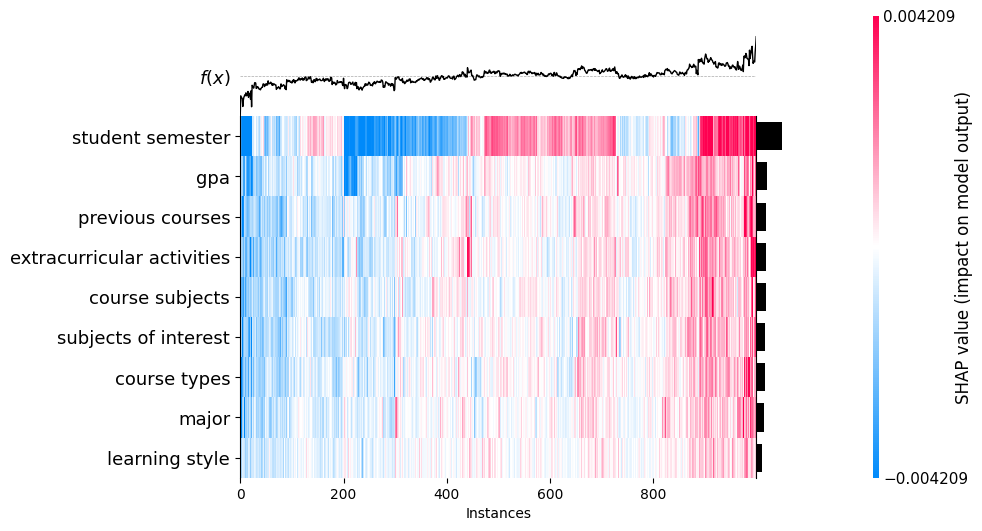 0.004209
f(x)
student semester
gpa
previous courses
extracurricular activities
course subjects
subjects of interest
course types
major
learning style
0 200 400 600 800
Instances
SHAP value (impact on model output)
−0.004209